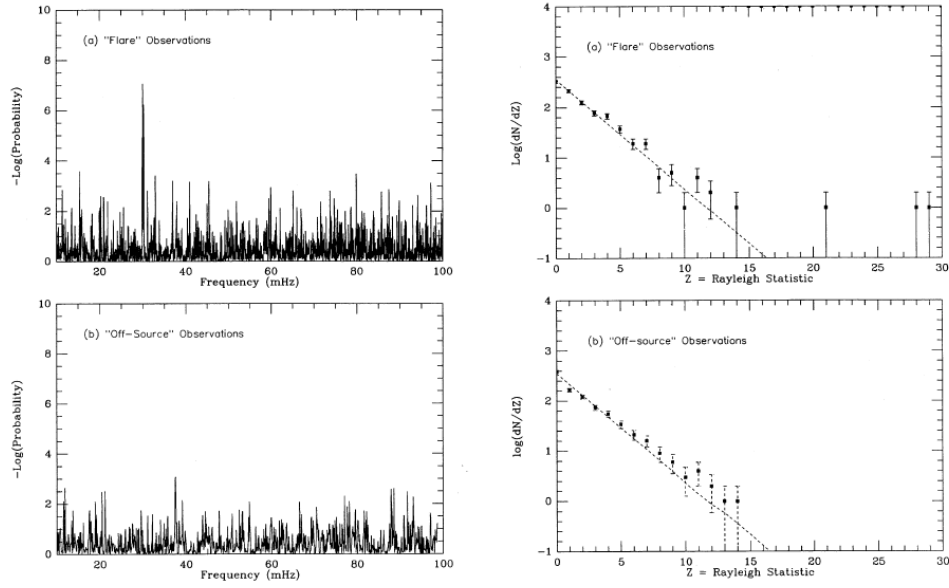 10
8
6
4
2
0
−Log(Probability)
(a) "Flare" Observations
20 40 60 80 100
Frequency (mHz)
4
3
2
1
0
−1
Log(dN/dZ)
(a) "Flare" Observations
0 5 10 15 20 25 30
Z = Rayleigh Statistic
10
8
6
4
2
0
−Log(Probability)
(b) "Off−Source" Observations
20 40 60 80 100
Frequency (mHz)
4
3
2
1
0
−1
log(dN/dZ)
(b) "Off−source" Observations
0 5 10 15 20 25 30
Z = Rayleigh Statistic